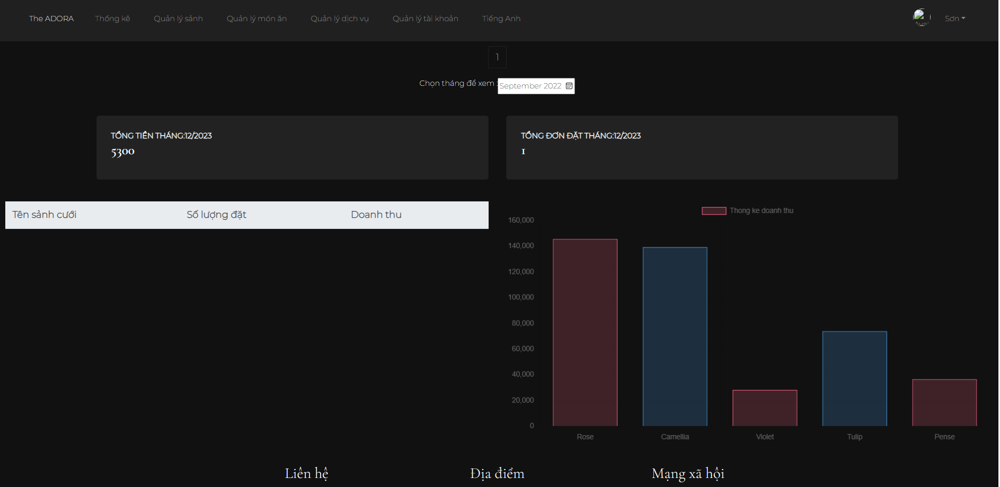 The ADORA Thống kê Quản lý sảnh Quản lý món ăn Quản lý dịch vụ Quản lý tài khoản Tiếng Anh Sơn
1
Chọn tháng để xem : September 2022
TỔNG TIỀN THÁNG:12/2023
5300
TỔNG ĐƠN ĐẶT THÁNG:12/2023
1
Tên sảnh cưới Số lượng đặt Doanh thu
Thong ke doanh thu
160,000
140,000
120,000
100,000
80,000
60,000
40,000
20,000
0
Rose Camellia Violet Tulip Pense
Liên hệ Địa điểm Mạng xã hội